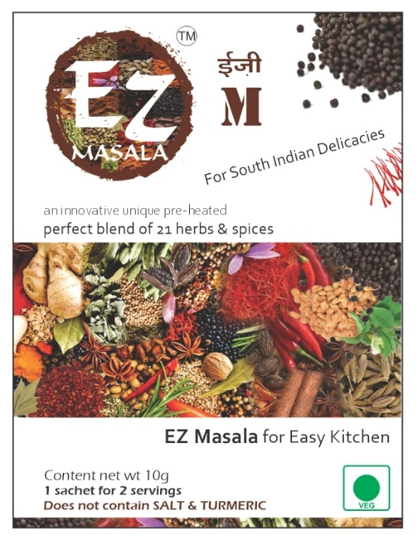 TM
EZ
MASALA
ईज़ी
M
For South Indian Delicacies
an innovative unique pre-heated
perfect blend of 21 herbs & spices
EZ Masala for Easy Kitchen
Content net wt 10g
1 sachet for 2 servings
Does not contain SALT & TURMERIC
VEG